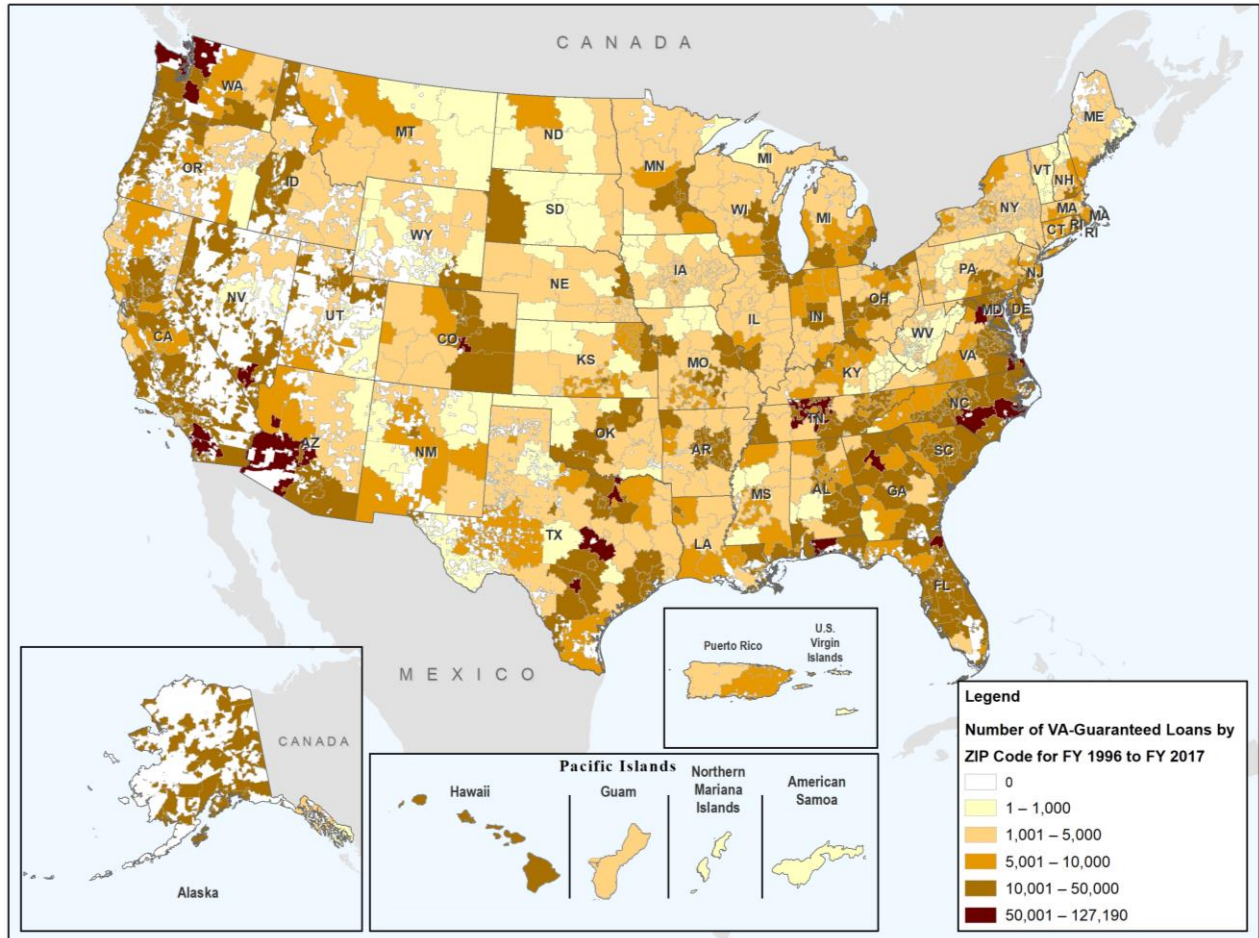 CANADA
WA
MT
ND
MN
MI
ME
VT
NH
OR
ID
SD
WI
MI
NY
MA
MA
CT
RI
RI
WY
IA
PA
NJ
NE
NV
UT
IL
IN
OH
MD
DE
CA
CO
KS
MO
WV
VA
KY
AZ
NM
OK
AR
TN
NC
SC
TX
LA
MS
AL
GA
FL
MEXICO
CANADA
Alaska
Puerto Rico
U.S.
Virgin
Islands
Pacific Islands
Hawaii
Guam
Northern
Mariana
Islands
American
Samoa
Legend
Number of VA-Guaranteed Loans by
ZIP Code for FY 1996 to FY 2017
0
1 – 1,000
1,001 – 5,000
5,001 – 10,000
10,001 – 50,000
50,001 – 127,190